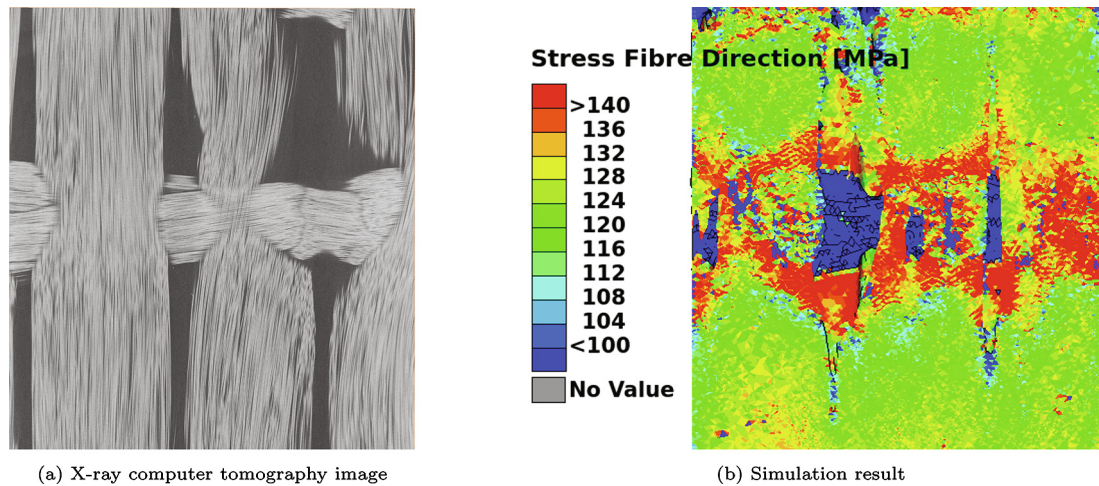 Stress Fibre Direction [MPa]
>140
136
132
128
124
120
116
112
108
104
<100
No Value
(a) X-ray computer tomography image
(b) Simulation result